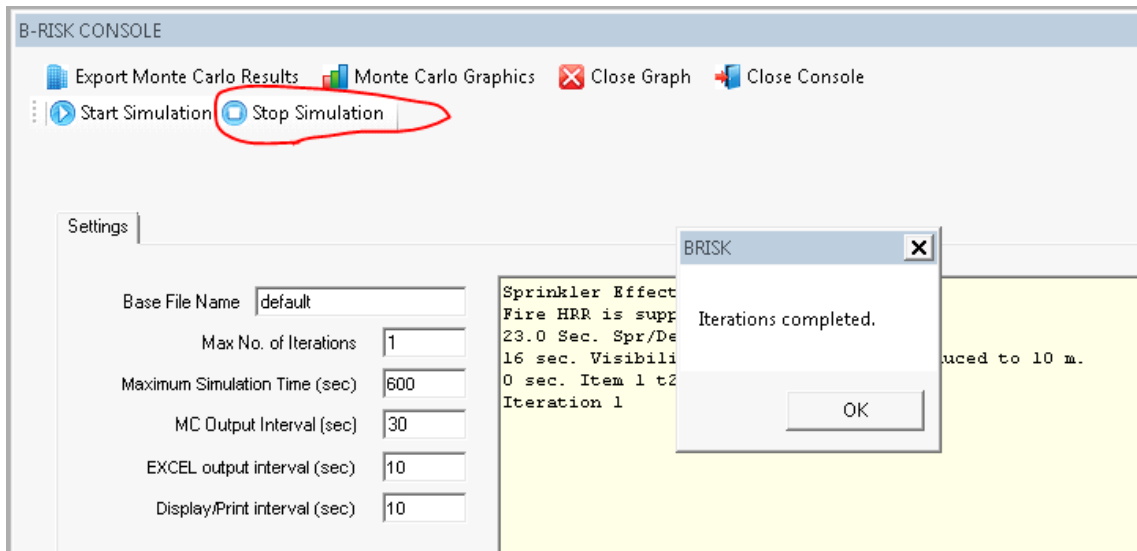 B-RISK CONSOLE
Export Monte Carlo Results Monte Carlo Graphics Close Graph Close Console
Start Simulation Stop Simulation
Settings
Base File Name default
Max No. of Iterations 1
Maximum Simulation Time (sec) 600
MC Output Interval (sec) 30
EXCEL output interval (sec) 10
Display/Print interval (sec) 10
Sprinkler Effect
Fire HRR is supp
23.0 Sec. Spr/De
16 sec. Visibili uced to 10 m.
0 sec. Item 1 t2
Iteration 1
BRISK
Iterations completed.
OK